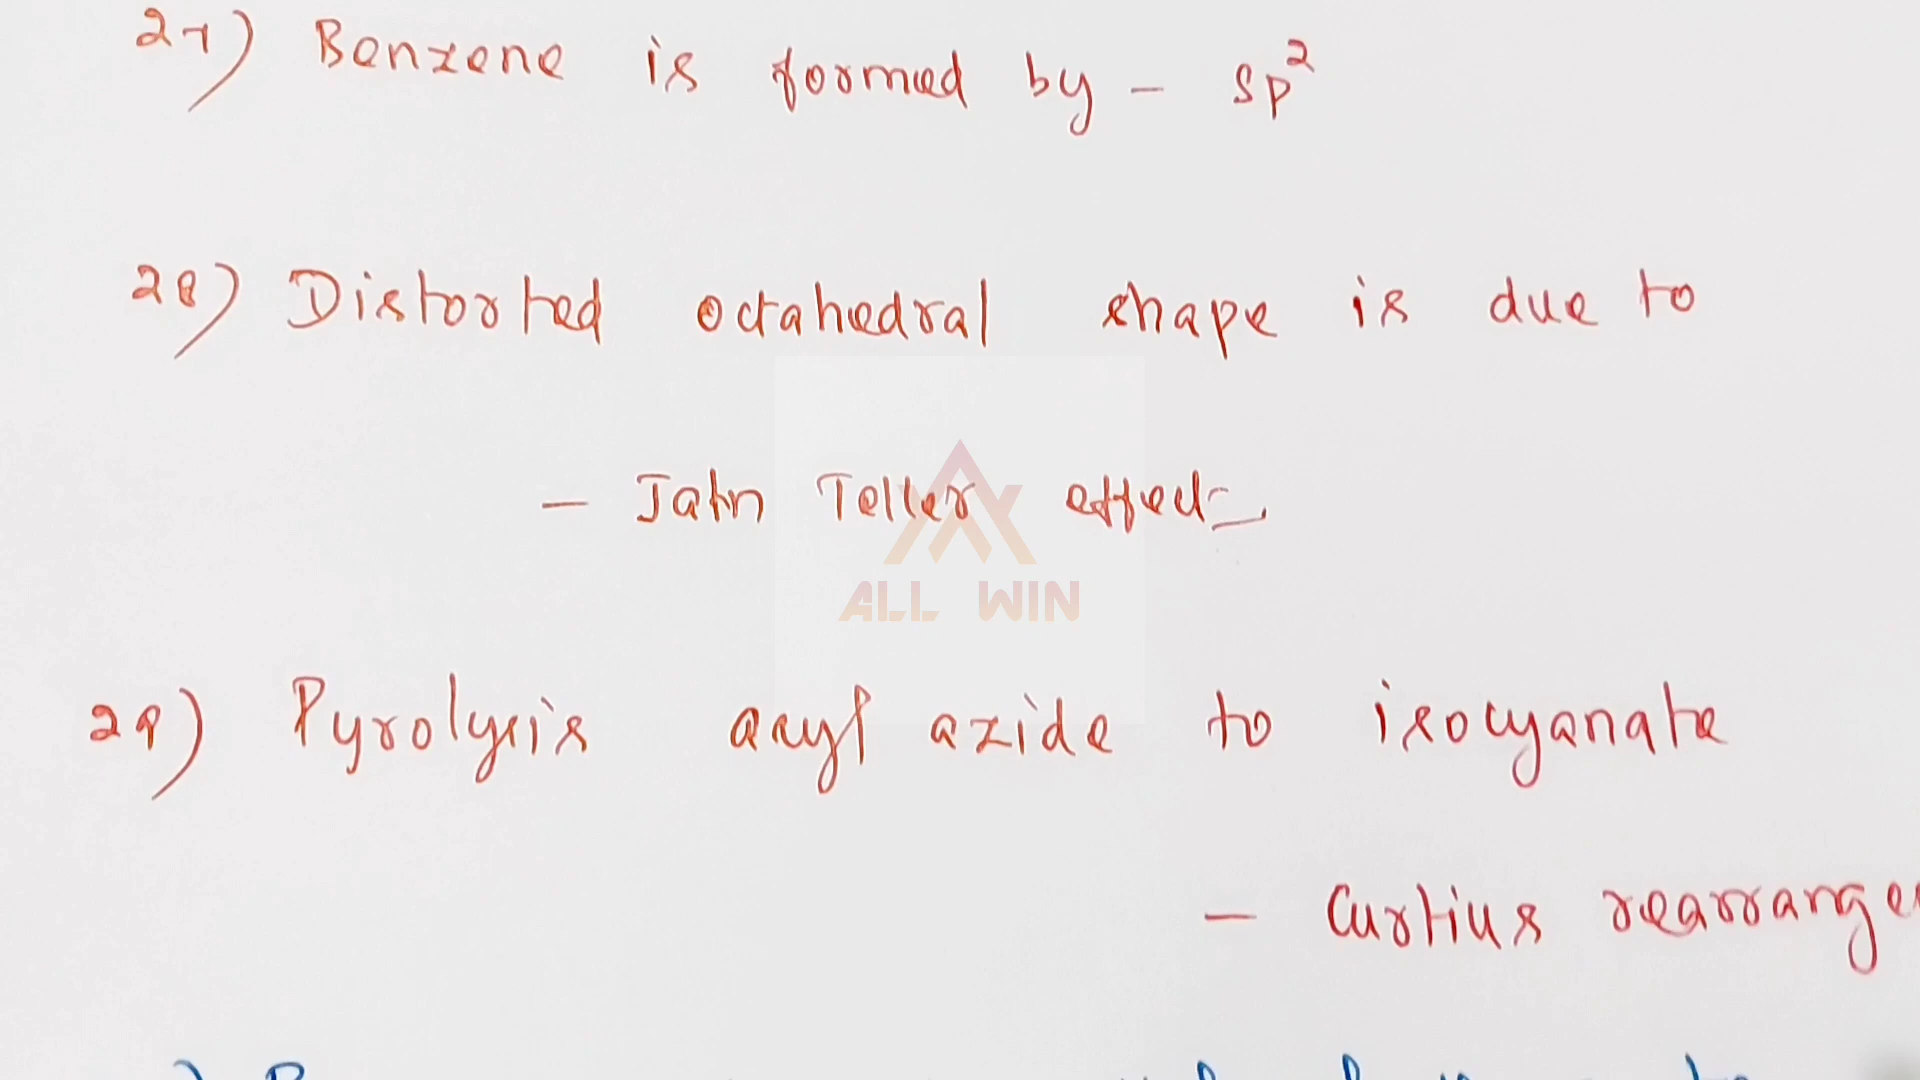 27) Benzene is formed by - sp²
28) Distorted octahedral shape is due to
- Jahn Teller effect
ALL WIN
29) Pyrolysis acyl azide to isocyanate
- Curtius rearrange